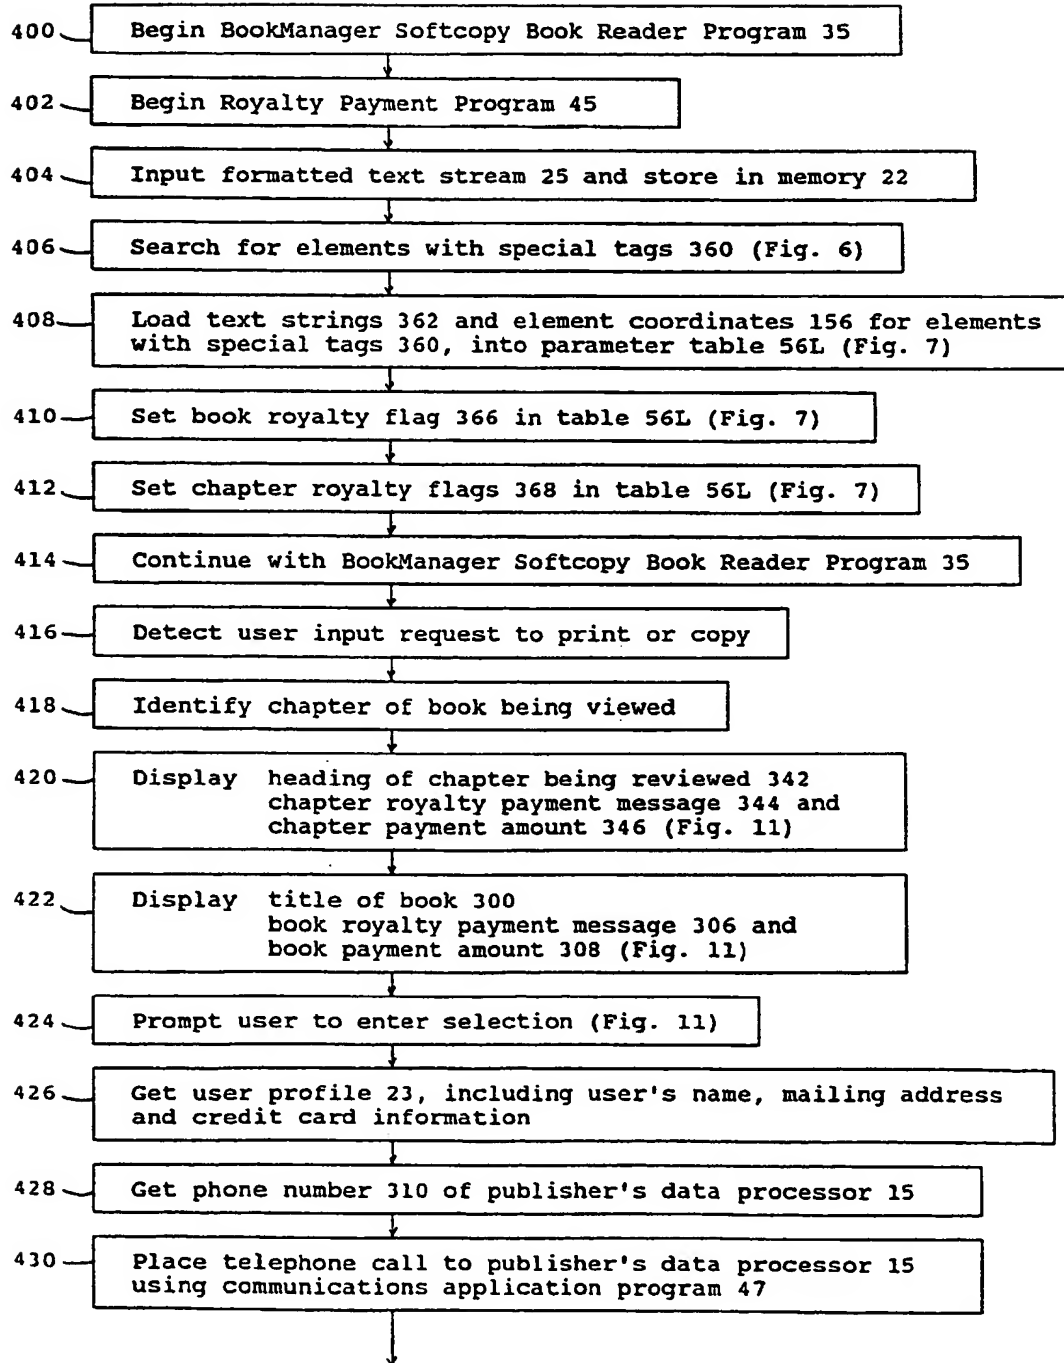 400 Begin BookManager Softcopy Book Reader Program 35
402 Begin Royalty Payment Program 45
404 Input formatted text stream 25 and store in memory 22
406 Search for elements with special tags 360 (Fig. 6)
408 Load text strings 362 and element coordinates 156 for elements
with special tags 360, into parameter table 56L (Fig. 7)
410 Set book royalty flag 366 in table 56L (Fig. 7)
412 Set chapter royalty flags 368 in table 56L (Fig. 7)
414 Continue with BookManager Softcopy Book Reader Program 35
416 Detect user input request to print or copy
418 Identify chapter of book being viewed
420 Display heading of chapter being reviewed 342
chapter royalty payment message 344 and
chapter payment amount 346 (Fig. 11)
422 Display title of book 300
book royalty payment message 306 and
book payment amount 308 (Fig. 11)
424 Prompt user to enter selection (Fig. 11)
426 Get user profile 23, including user's name, mailing address
and credit card information
428 Get phone number 310 of publisher's data processor 15
430 Place telephone call to publisher's data processor 15
using communications application program 47